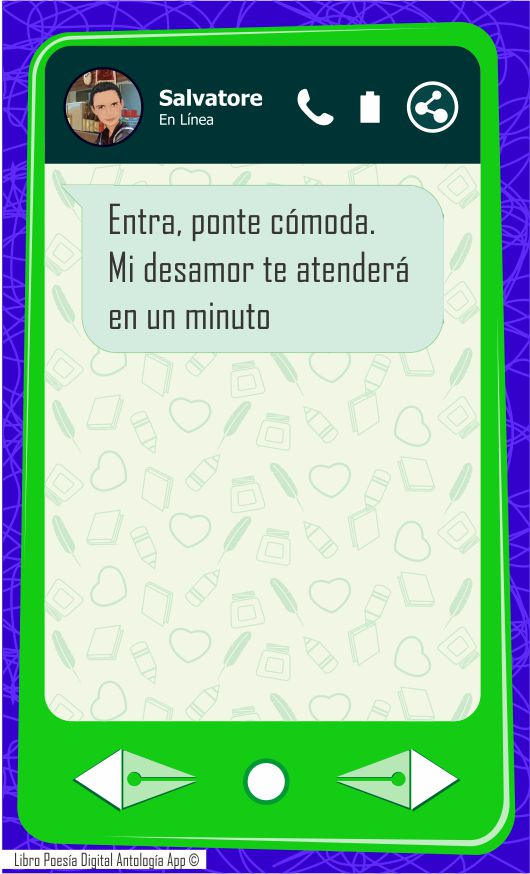 Salvatore
En Línea
Entra, ponte cómoda.
Mi desamor te atenderá
en un minuto
Libro Poesía Digital Antología App ©